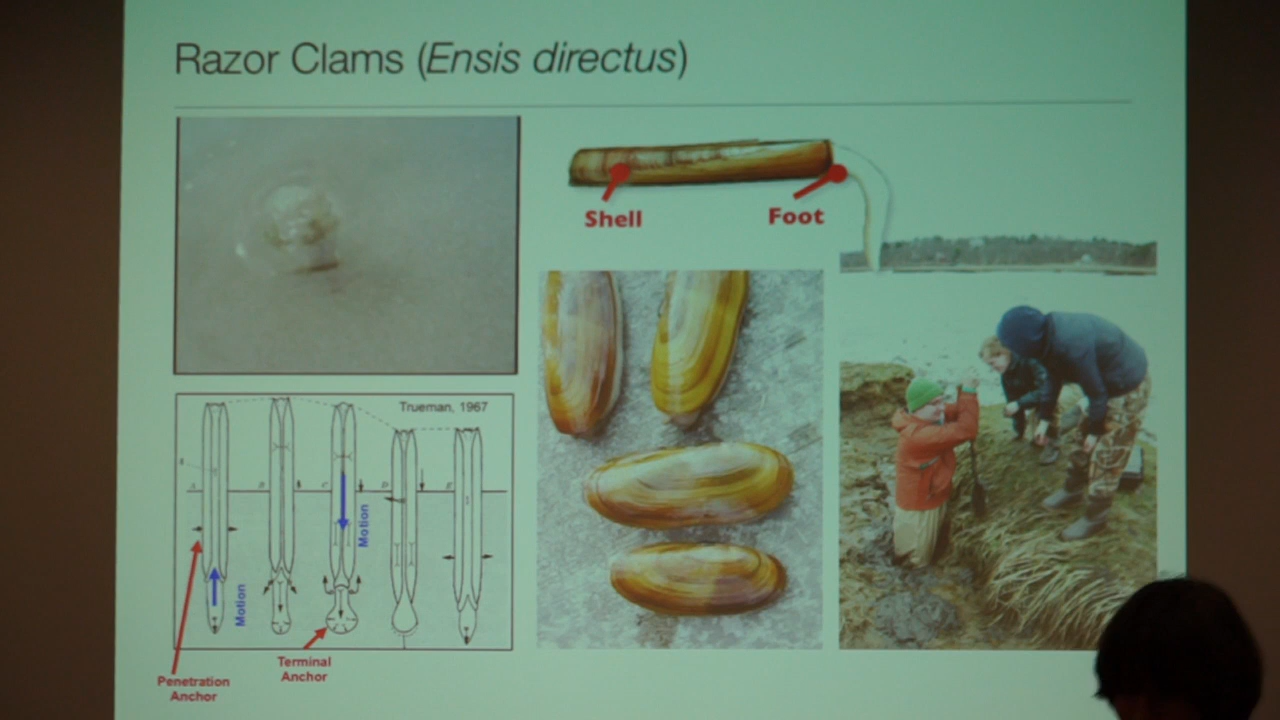 Razor Clams (Ensis directus)
Shell
Foot
Trueman, 1967
A
B
C
D
E
Motion
Motion
Penetration
Anchor
Terminal
Anchor